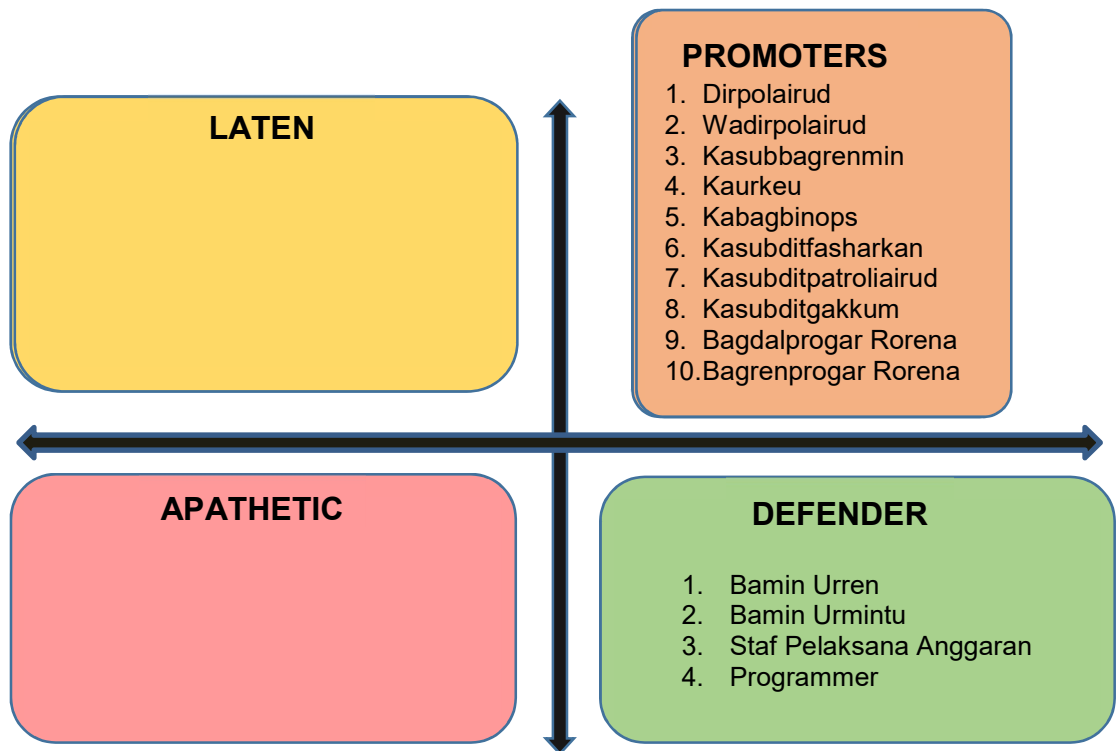 LATEN
PROMOTERS
1. Dirpolairud
2. Wadirpolairud
3. Kasubbagrenmin
4. Kaurkeu
5. Kabagbinops
6. Kasubditfasharkan
7. Kasubditpatroliairud
8. Kasubditgakkum
9. Bagdalprogar Rorena
10.Bagrenprogar Rorena
APATHETIC
DEFENDER
1. Bamin Urren
2. Bamin Urmintu
3. Staf Pelaksana Anggaran
4. Programmer